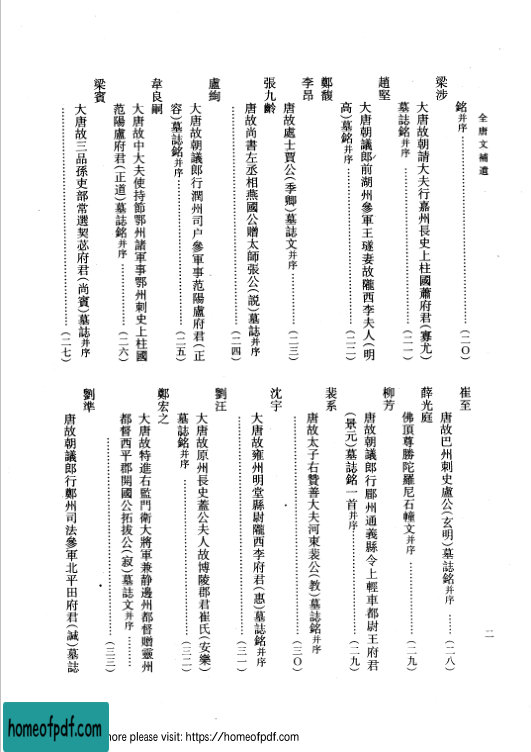 全唐文補遺
銘并序……(二〇)
梁涉
大唐故朝請大夫行嘉州長史上柱國蕭府君(寡尤)
墓誌銘并序……(二一)
趙堅
大唐朝議郎前湖州參軍王璲妻故隴西李夫人(明
高)墓銘并序……(二二)
鄭馥
李昂
唐故處士賈公(季卿)墓誌文并序……(二三)
張九齡
唐故尚書左丞相燕國公贈太師張公(説)墓誌并序
……(二四)
盧絢
大唐故朝議郎行潤州司户參軍事范陽盧府君(正
容)墓誌銘并序……(二五)
韋良嗣
大唐故中大夫使持節鄂州諸軍事鄂州刺史上柱國
范陽盧府君(正道)墓誌銘并序……(二六)
梁賓
大唐故三品孫吏部常選契苾府君(尚賓)墓誌并序
……(二七)
崔至
唐故巴州刺史盧公(玄明)墓誌銘并序……(二八)
薛光庭
佛頂尊勝陀羅尼石幢文并序……(二九)
柳芳
唐故朝議郎行郿州通義縣令上輕車都尉王府君
(景元)墓誌銘一首并序……(二九)
裴系
唐故太子右贊善大夫河東裴公(教)墓誌銘并序
……(三〇)
沈宇
大唐故雍州明堂縣尉隴西李府君(惠)墓誌銘并序
……(三一)
劉汪
大唐故原州長史蓋公夫人故博陵郡君崔氏(安樂)
墓誌銘并序……(三二)
鄭宏之
大唐故特進右監門衛大將軍兼静邊州都督贈靈州
都督西平郡開國公拓拔公(寂)墓誌文并序……
……(三三)
劉準
唐故朝議郎行鄭州司法參軍北平田府君(誠)墓誌
二
homeofpdf.com
more please visit: https://homeofpdf.com